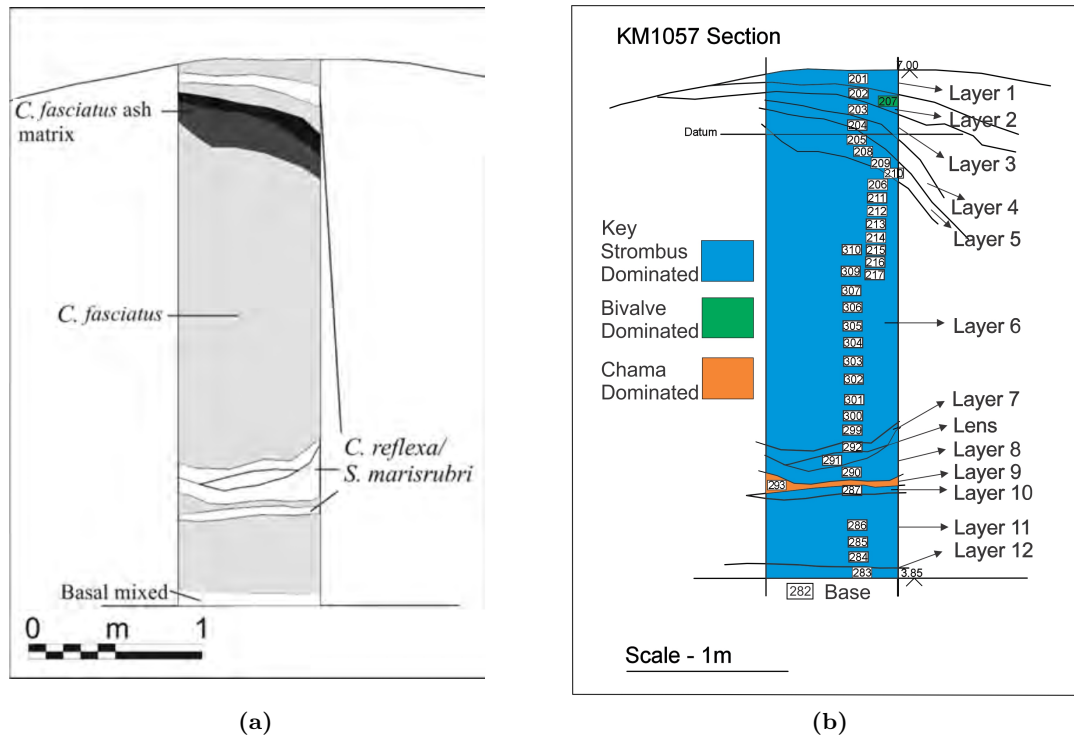 C. fasciatus ash
matrix
C. fasciatus
C. reflexa/
S. marisrubri
Basal mixed
0 m 1
(a)
KM1057 Section
7.00
201
Layer 1
202
207
Layer 2
203
204
Datum
205
Layer 3
208
209
210
206
211
Layer 4
212
213
Layer 5
214
310
215
216
309
217
Key
Strombus
Dominated
307
306
Bivalve
Dominated
305
Layer 6
304
303
Chama
Dominated
302
301
Layer 7
300
299
Lens
292
291
Layer 8
290
Layer 9
293
287
Layer 10
286
Layer 11
285
284
Layer 12
283
3.85
282 Base
Scale - 1m
(b)